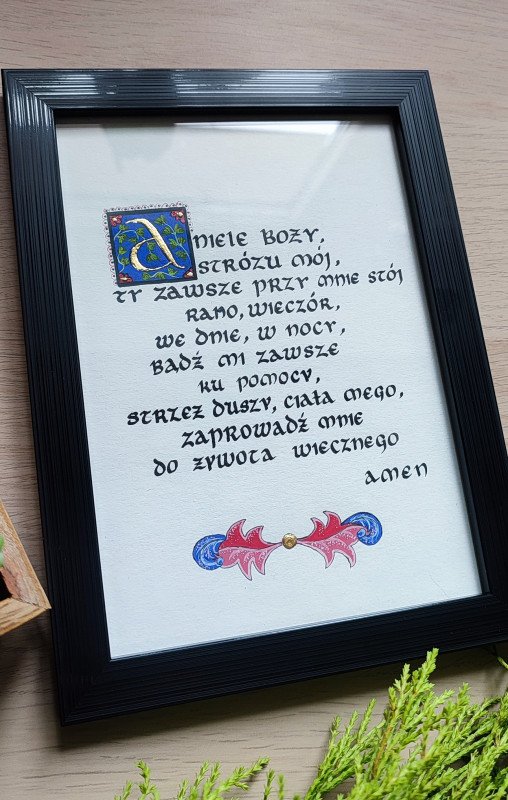 Aniele Boży,
Stróżu mój,
Ty zawsze przy mnie stój
Rano, wieczór,
we dnie, w nocy,
Bądź mi zawsze
ku pomocy,
strzeż duszy, ciała mego,
zaprowadź mnie
do żywota wiecznego
amen